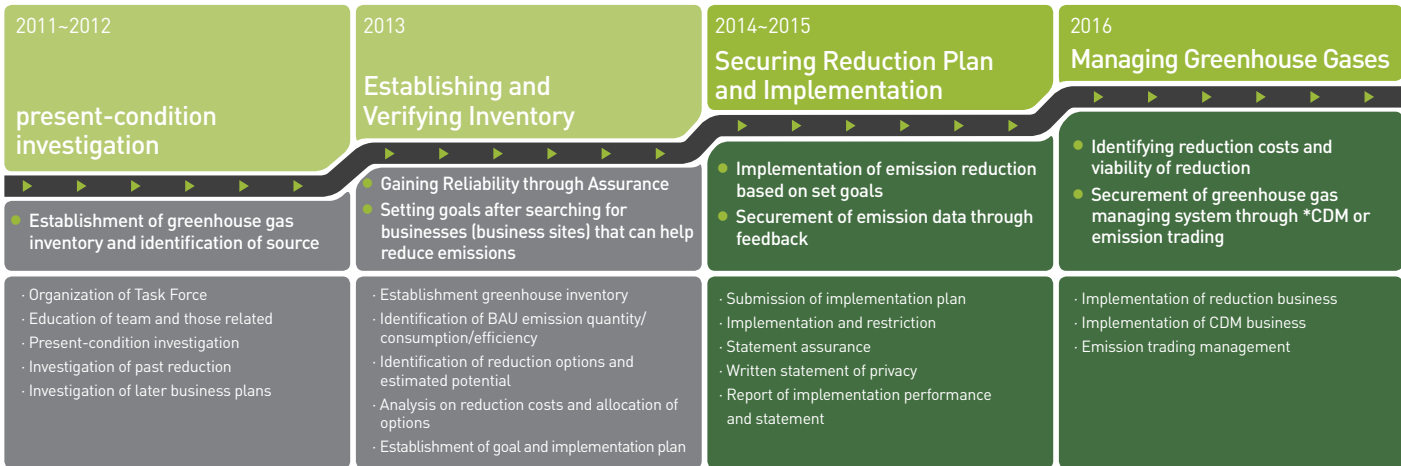 2011~2012
present-condition
investigation
● Establishment of greenhouse gas
inventory and identification of source
· Organization of Task Force
· Education of team and those related
· Present-condition investigation
· Investigation of past reduction
· Investigation of later business plans
2013
Establishing and
Verifying Inventory
● Gaining Reliability through Assurance
● Setting goals after searching for
businesses (business sites) that can help
reduce emissions
· Establishment greenhouse inventory
· Identification of BAU emission quantity/
consumption/efficiency
· Identification of reduction options and
estimated potential
· Analysis on reduction costs and allocation of
options
· Establishment of goal and implementation plan
2014~2015
Securing Reduction Plan
and Implementation
● Implementation of emission reduction
based on set goals
● Securement of emission data through
feedback
· Submission of implementation plan
· Implementation and restriction
· Statement assurance
· Written statement of privacy
· Report of implementation performance
and statement
2016
Managing Greenhouse Gases
● Identifying reduction costs and
viability of reduction
● Securement of greenhouse gas
managing system through *CDM or
emission trading
· Implementation of reduction business
· Implementation of CDM business
· Emission trading management